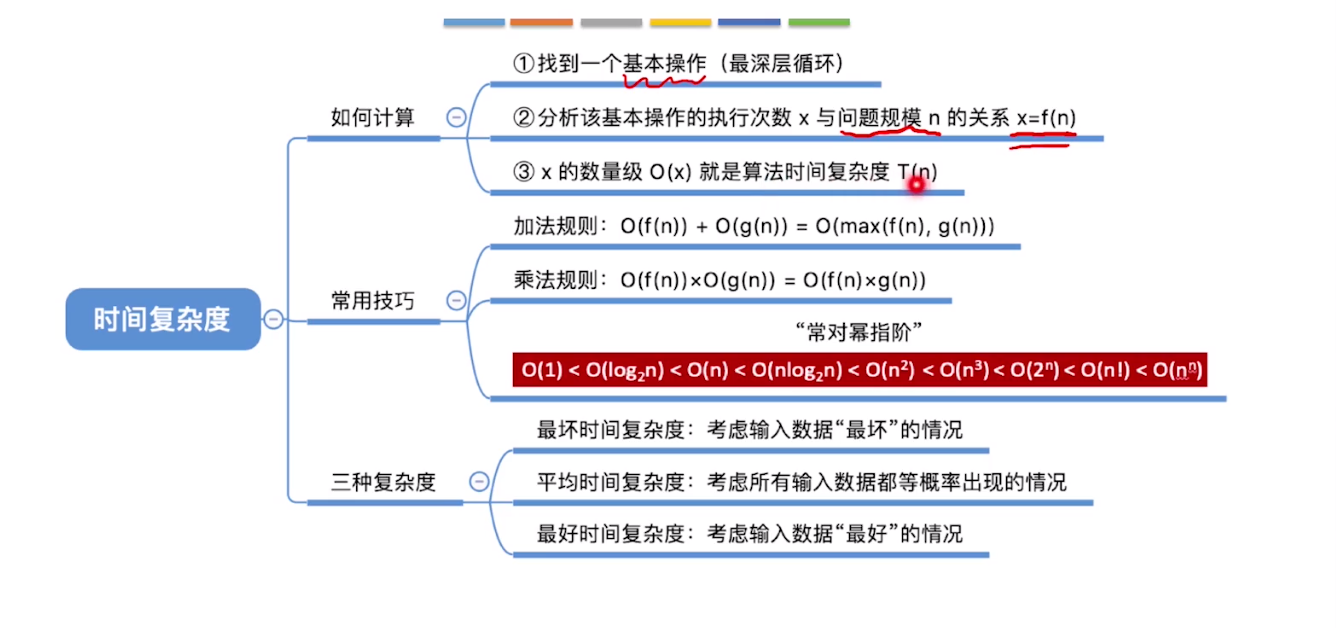 ①找到一个基本操作（最深层循环）
如何计算
②分析该基本操作的执行次数 x 与问题规模 n 的关系 x=f(n)
③ x 的数量级 O(x) 就是算法时间复杂度 T(n)
加法规则：O(f(n)) + O(g(n)) = O(max(f(n), g(n)))
乘法规则：O(f(n))×O(g(n)) = O(f(n)×g(n))
常用技巧
时间复杂度
“常对幂指阶”
O(1) < O(log₂n) < O(n) < O(nlog₂n) < O(n²) < O(n³) < O(2ⁿ) < O(n!) < O(nⁿ)
最坏时间复杂度：考虑输入数据“最坏”的情况
三种复杂度
平均时间复杂度：考虑所有输入数据都等概率出现的情况
最好时间复杂度：考虑输入数据“最好”的情况